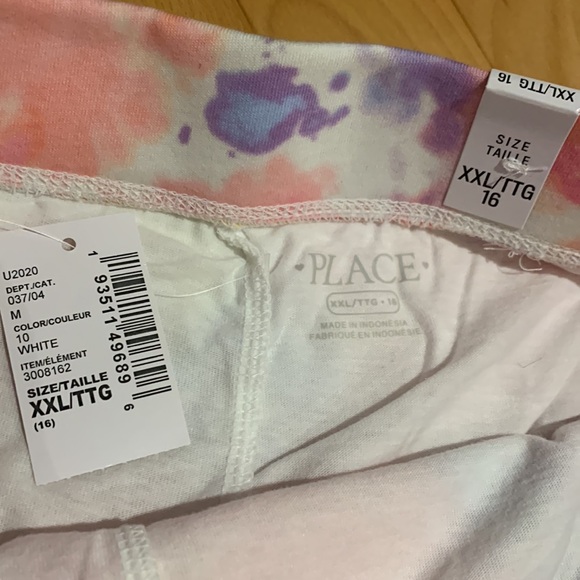 U2020
DEPT./CAT.
037/04
M
COLOR/COULEUR
10
WHITE
ITEM/ÉLÉMENT
3008162
SIZE/TAILLE
XXL/TTG
(16)
1 93511 49689 6
PLACE
XXL/TTG • 16
MADE IN INDONESIA
FABRIQUÉ EN INDONÉSIE
XXL/TTG 16
SIZE
TAILLE
XXL/TTG
16